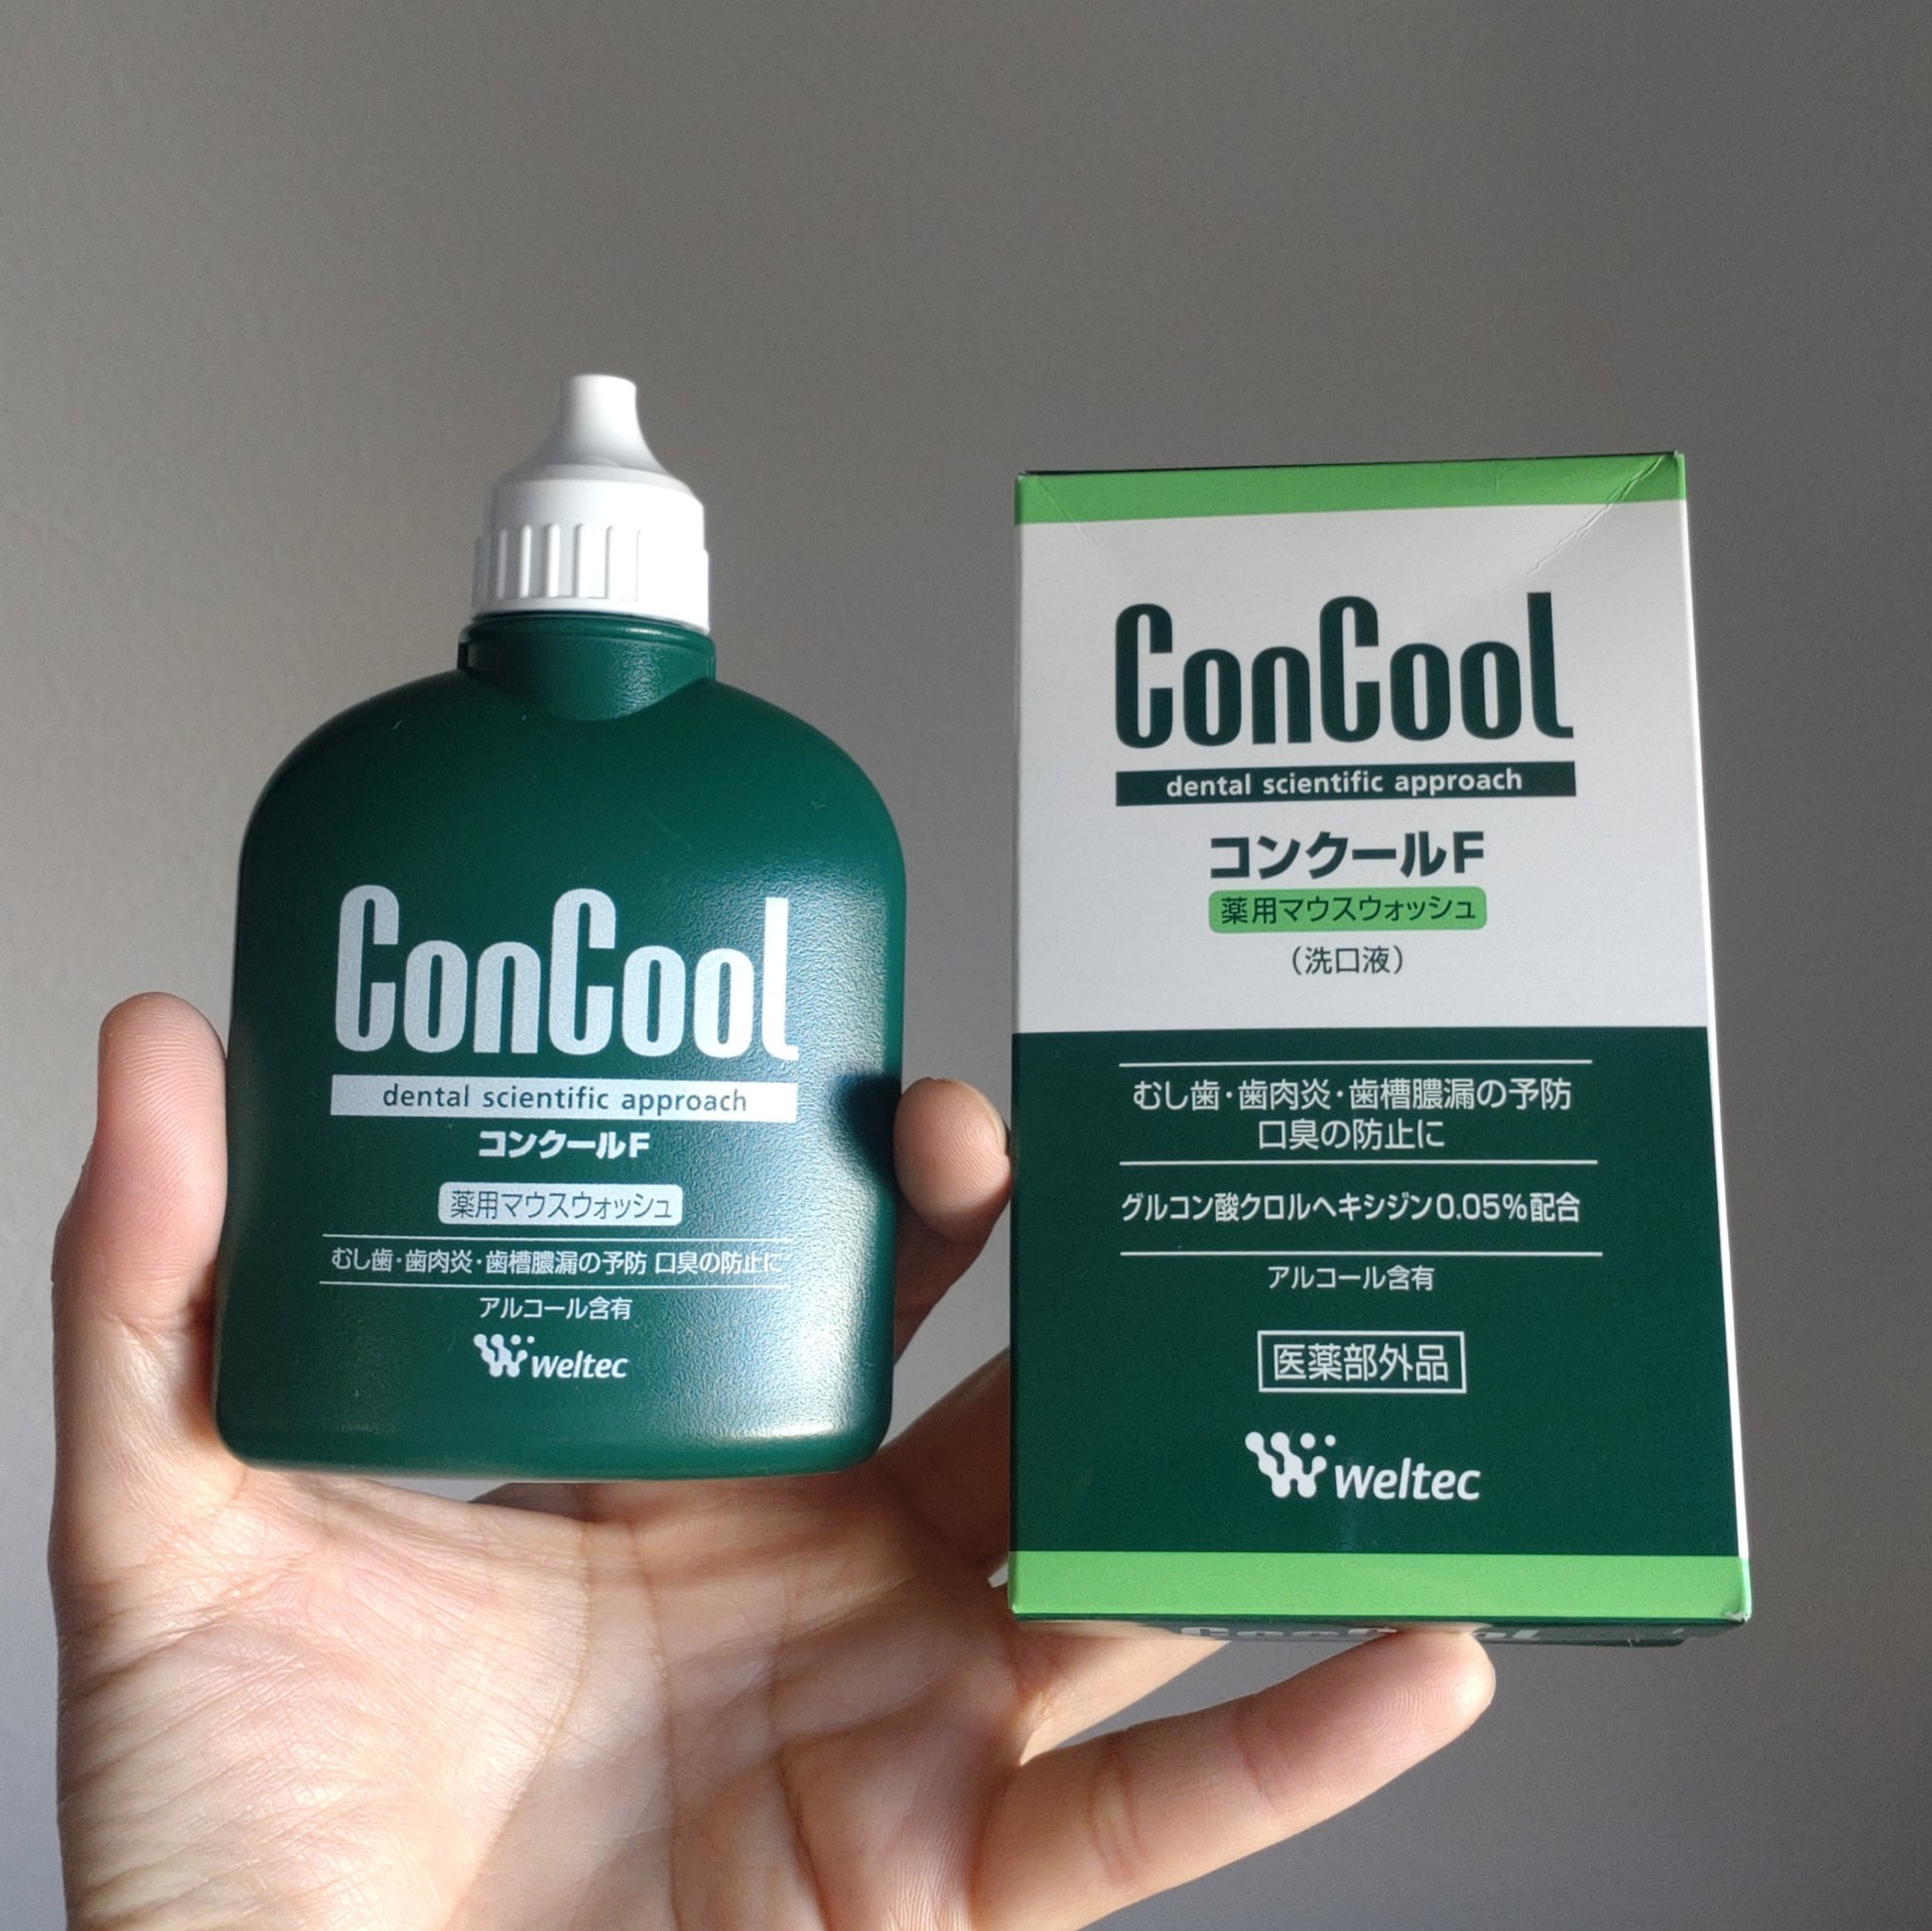 ConCool
dental scientific approach
コンクールF
薬用マウスウォッシュ
むし歯・歯肉炎・歯槽膿漏の予防 口臭の防止に
アルコール含有
weltec
ConCool
dental scientific approach
コンクールF
薬用マウスウォッシュ
(洗口液)
むし歯・歯肉炎・歯槽膿漏の予防
口臭の防止に
グルコン酸クロルヘキシジン0.05%配合
アルコール含有
医薬部外品
weltec